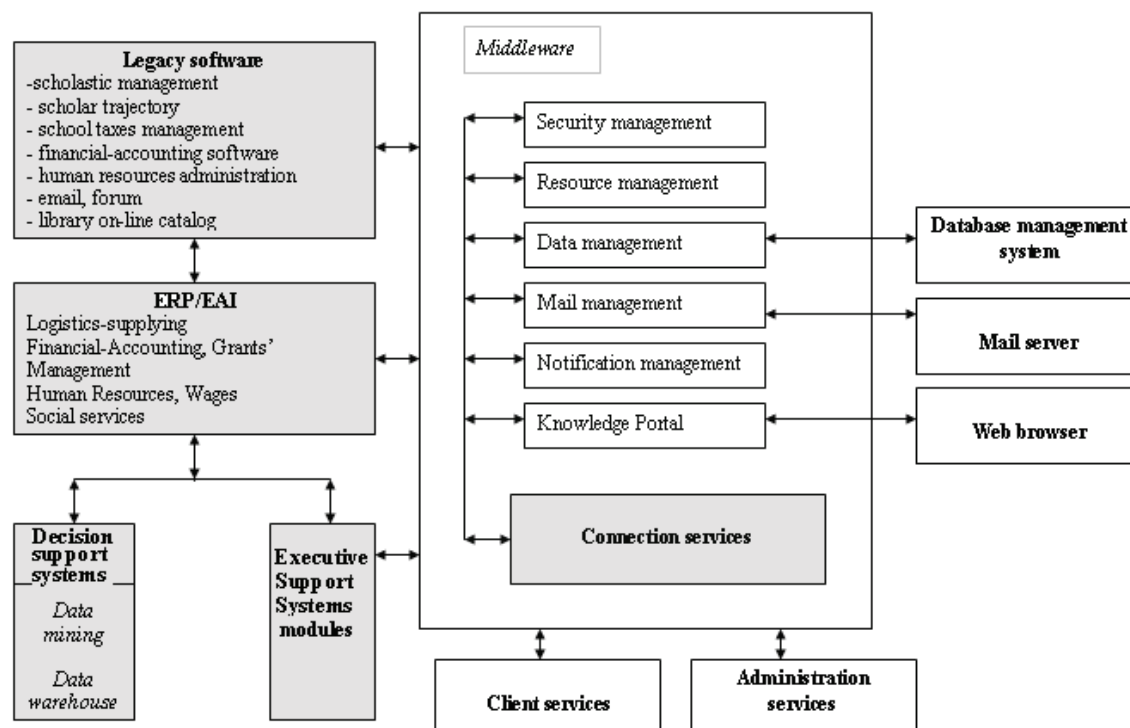 Legacy software
-scholastic management
- scholar trajectory
- school taxes management
- financial-accounting software
- human resources administration
- email, forum
- library on-line catalog
ERP/EAI
Logistics-supplying
Financial-Accounting, Grants’
Management
Human Resources, Wages
Social services
Decision
support
systems
Data
mining
Data
warehouse
Executive
Support
Systems
modules
Middleware
Security management
Resource management
Data management
Mail management
Notification management
Knowledge Portal
Connection services
Database management
system
Mail server
Web browser
Client services
Administration
services